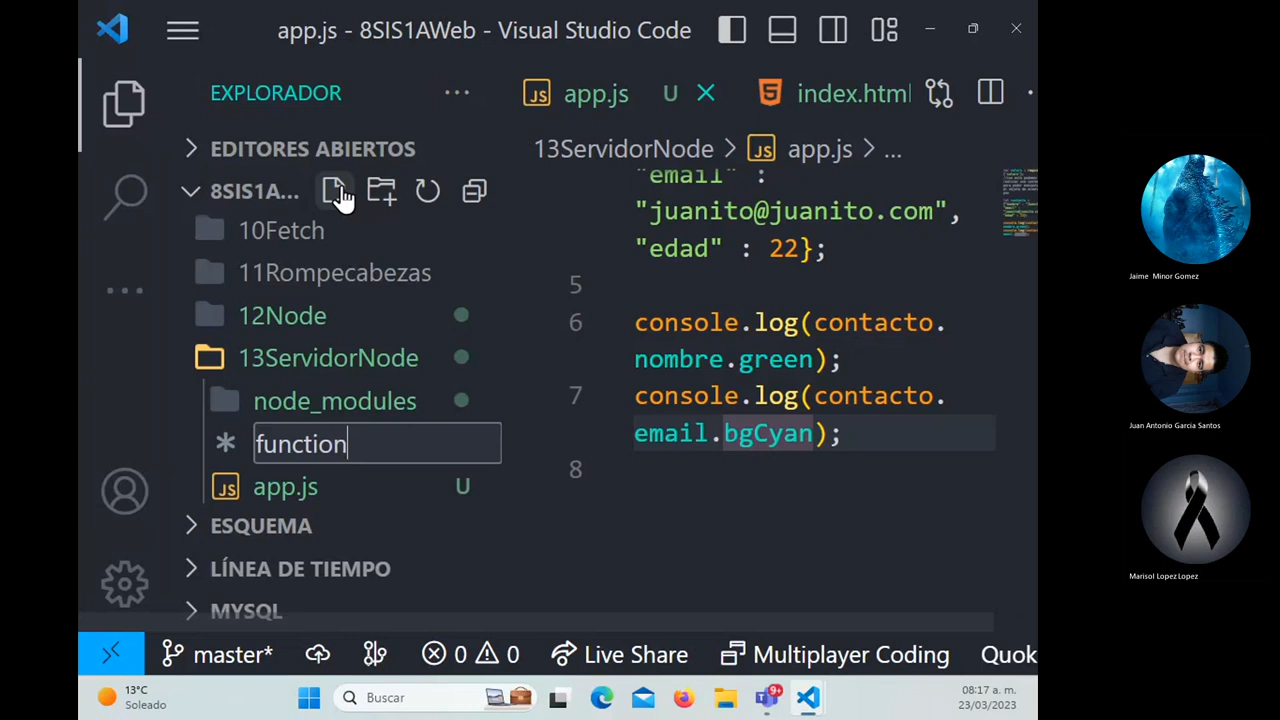 app.js - 8SIS1AWeb - Visual Studio Code
EXPLORADOR
EDITORES ABIERTOS
8SIS1A...
10Fetch
11Rompecabezas
12Node
13ServidorNode
node_modules
function
app.js U
ESQUEMA
LÍNEA DE TIEMPO
MYSQL
app.js U
index.html
13ServidorNode > app.js > ...
"email" :
"juanito@juanito.com",
"edad" : 22};
5
6 console.log(contacto.
nombre.green);
7 console.log(contacto.
email.bgCyan);
8
master* 0 0 Live Share Multiplayer Coding Quok
13°C
Soleado
Buscar
9+
08:17 a. m.
23/03/2023
Jaime Minor Gomez
Juan Antonio Garcia Santos
Marisol Lopez Lopez